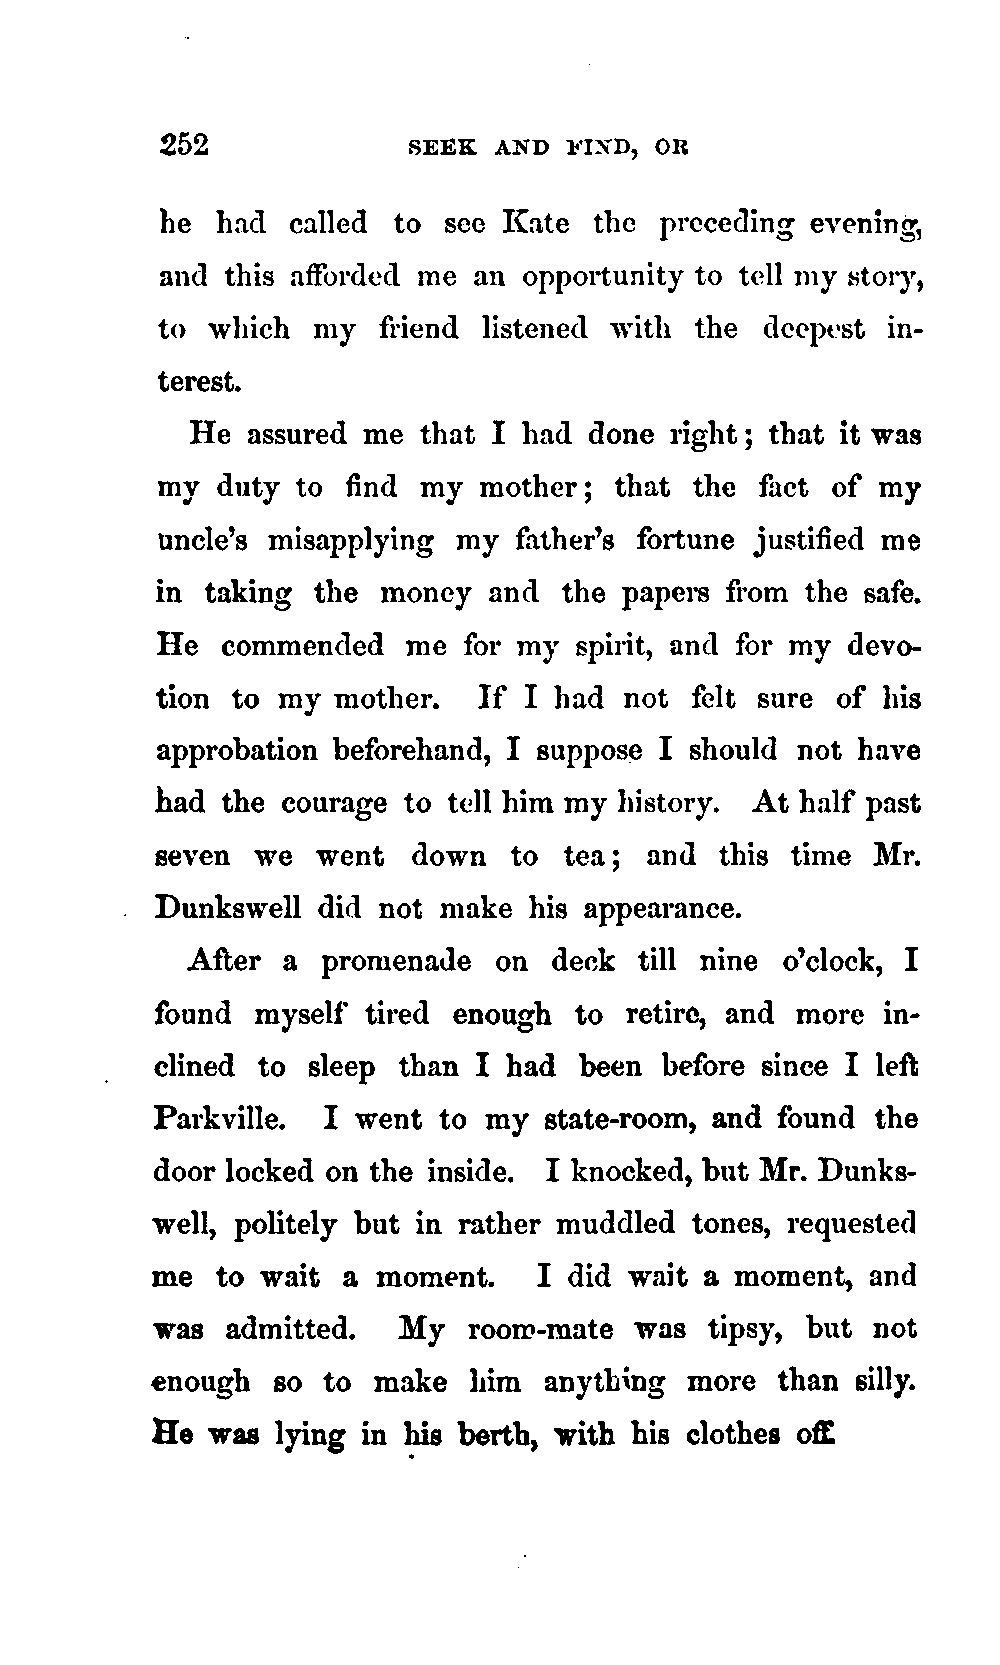 252 SEEK AND FIND, OR
he had called to see Kate the preceding evening,
and this afforded me an opportunity to tell my story,
to which my friend listened with the deepest in-
terest.
He assured me that I had done right; that it was
my duty to find my mother; that the fact of my
uncle's misapplying my father's fortune justified me
in taking the money and the papers from the safe.
He commended me for my spirit, and for my devo-
tion to my mother. If I had not felt sure of his
approbation beforehand, I suppose I should not have
had the courage to tell him my history. At half past
seven we went down to tea; and this time Mr.
Dunkswell did not make his appearance.
After a promenade on deck till nine o'clock, I
found myself tired enough to retire, and more in-
clined to sleep than I had been before since I left
Parkville. I went to my state-room, and found the
door locked on the inside. I knocked, but Mr. Dunks-
well, politely but in rather muddled tones, requested
me to wait a moment. I did wait a moment, and
was admitted. My room-mate was tipsy, but not
enough so to make him anything more than silly.
He was lying in his berth, with his clothes off.